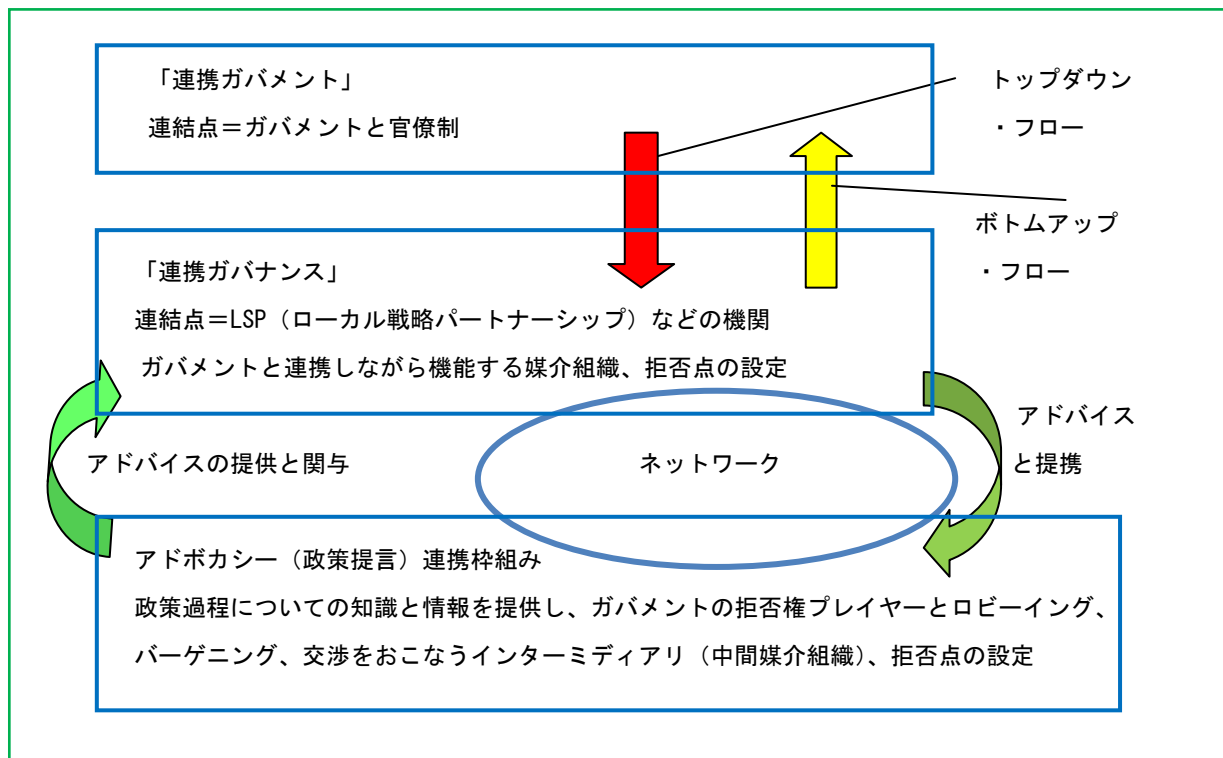 「連携ガバメント」
連結点＝ガバメントと官僚制
トップダウン
・フロー
ボトムアップ
・フロー
「連携ガバナンス」
連結点＝LSP（ローカル戦略パートナーシップ）などの機関
ガバメントと連携しながら機能する媒介組織、拒否点の設定
アドバイスの提供と関与
ネットワーク
アドバイス
と提携
アドボカシー（政策提言）連携枠組み
政策過程についての知識と情報を提供し、ガバメントの拒否権プレイヤーとロビーイング、
バーゲニング、交渉をおこなうインターミディアリ（中間媒介組織）、拒否点の設定